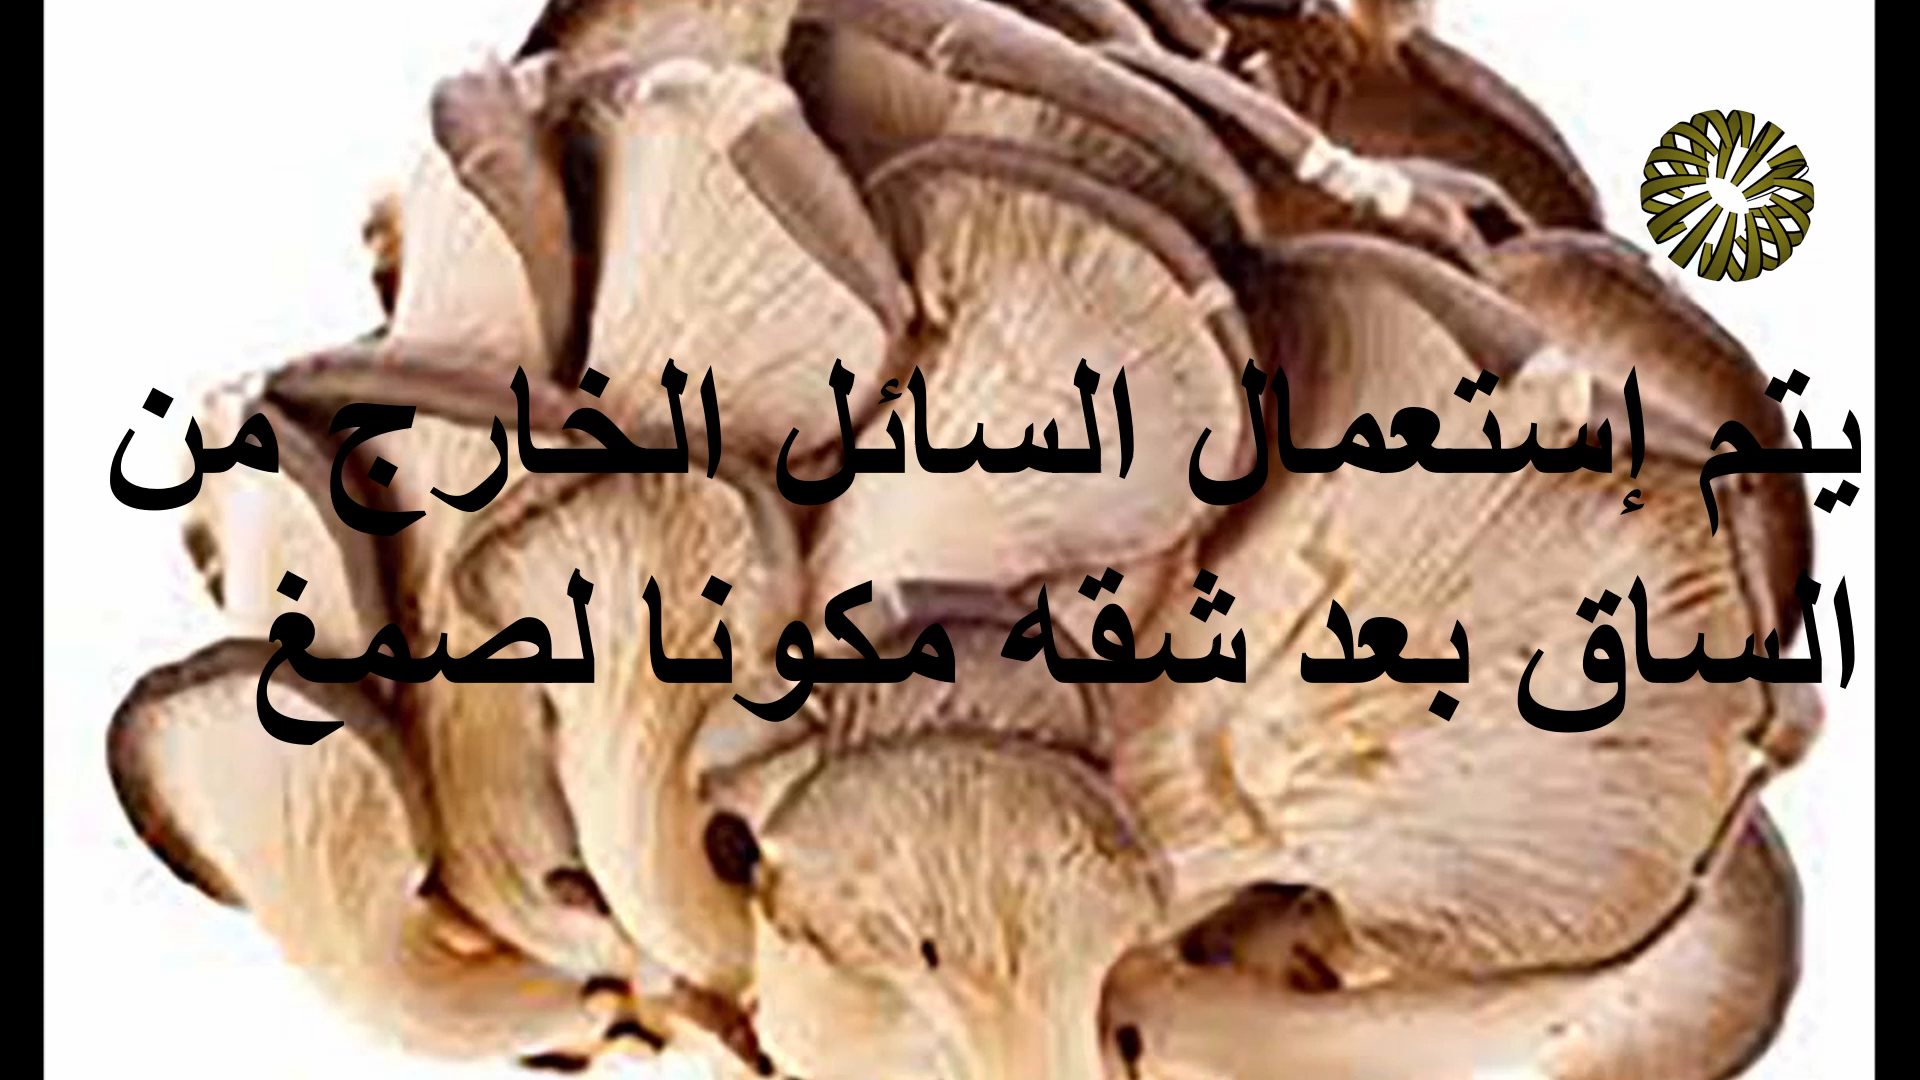 يتم إستعمال السائل الخارج من
الساق بعد شقه مكونا لصمغ